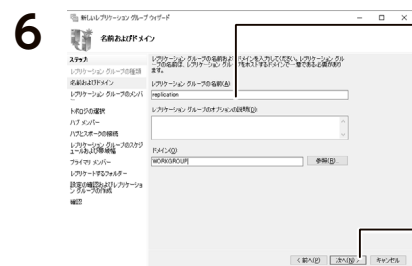 6
新しいレプリケーション グループ ウィザード
名前およびドメイン
ステップ:
レプリケーション グループの種類
名前およびドメイン
レプリケーション グループのメンバー
トポロジの選択
ハブ メンバー
ハブとスポークの接続
レプリケーション グループのスケジュールおよび帯域幅
プライマリ メンバー
レプリケートするフォルダー
設定の確認およびレプリケーション グループの作成
確認
レプリケーション グループの名前およびドメインを入力してください。レプリケーション グループの名前は、レプリケーション グループをホストするドメインで一意である必要があります。
レプリケーション グループの名前(A)
replication
レプリケーション グループのオプションの説明(D):
ドメイン(O)
WORKGROUP
参照(R)...
< 前へ(P)
次へ(N) >
キャンセル